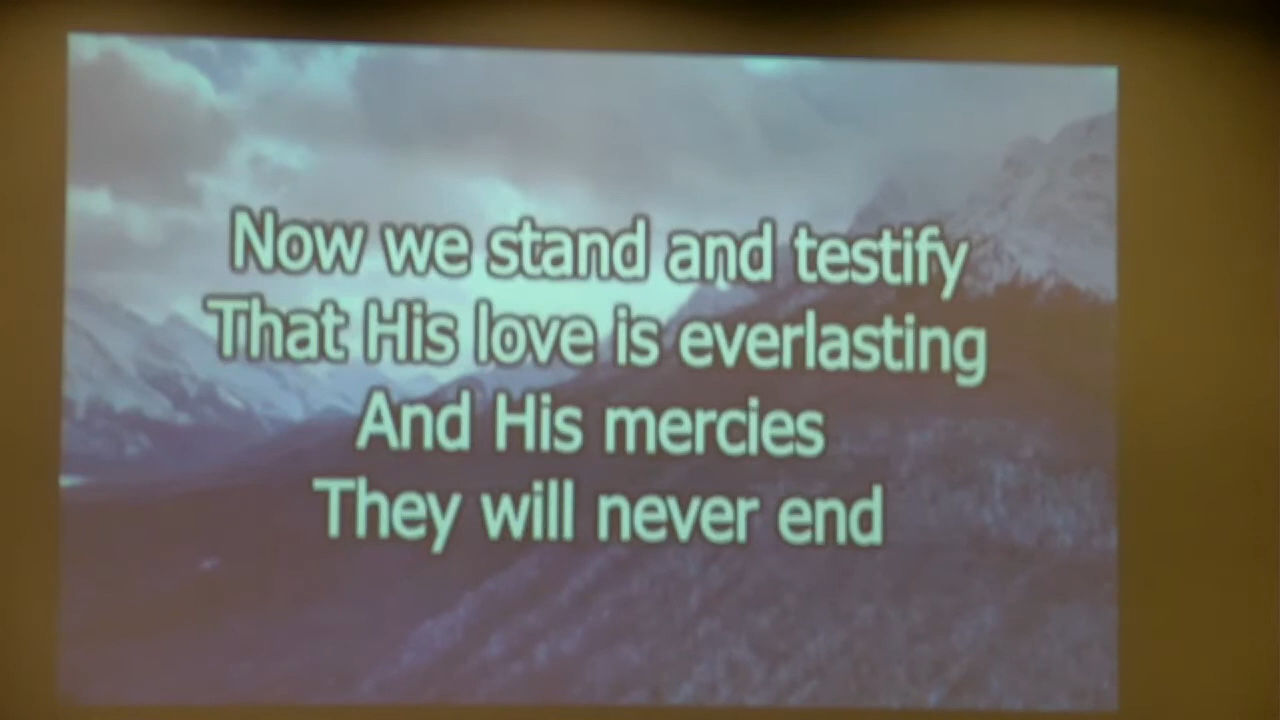 Now we stand and testify
That His love is everlasting
And His mercies
They will never end